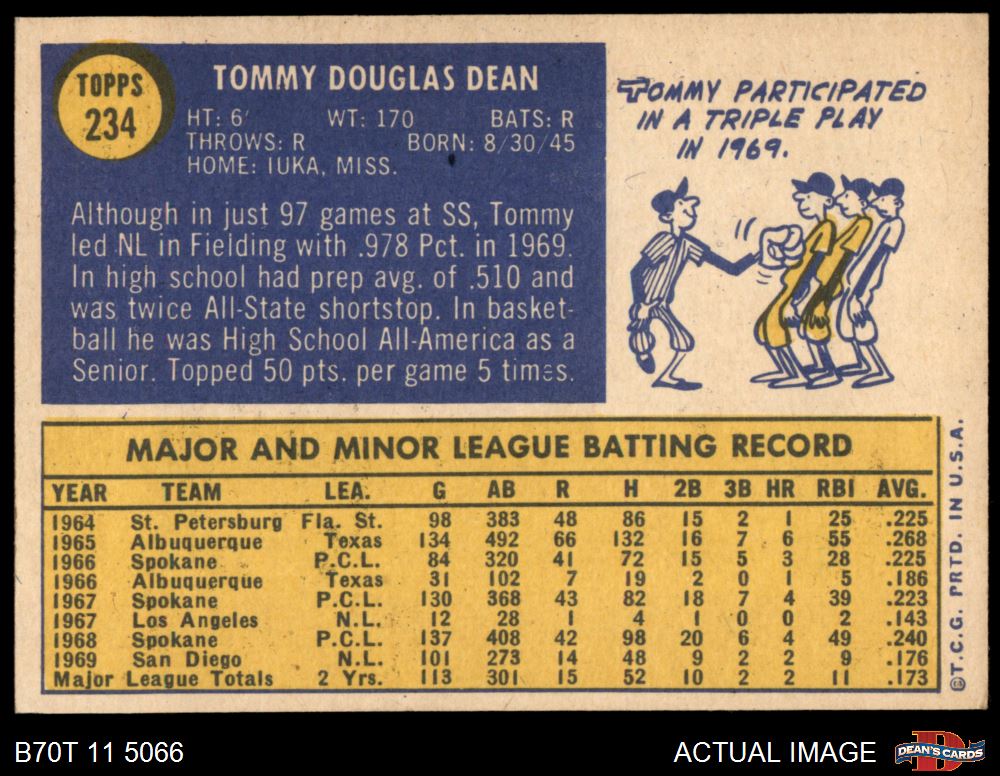 TOPPS
234
TOMMY DOUGLAS DEAN
HT: 6' WT: 170 BATS: R
THROWS: R BORN: 8/30/45
HOME: IUKA, MISS.
Although in just 97 games at SS, Tommy
led NL in Fielding with .978 Pct. in 1969.
In high school had prep avg. of .510 and
was twice All-State shortstop. In basket-
ball he was High School All-America as a
Senior. Topped 50 pts. per game 5 times.
TOMMY PARTICIPATED
IN A TRIPLE PLAY
IN 1969.
MAJOR AND MINOR LEAGUE BATTING RECORD
YEAR TEAM LEA. G AB R H 2B 3B HR RBI AVG.
1964 St. Petersburg Fla. St. 98 383 48 86 15 2 1 25 .225
1965 Albuquerque Texas 134 492 66 132 16 7 6 55 .268
1966 Spokane P.C.L. 84 320 41 72 15 5 3 28 .225
1966 Albuquerque Texas 31 102 7 19 2 0 1 5 .186
1967 Spokane P.C.L. 130 368 43 82 18 7 4 39 .223
1967 Los Angeles N.L. 12 28 1 4 1 0 0 2 .143
1968 Spokane P.C.L. 137 408 42 98 20 6 4 49 .240
1969 San Diego N.L. 101 273 14 48 9 2 2 9 .176
Major League Totals 2 Yrs. 113 301 15 52 10 2 2 11 .173
©T.C.G. PRTD. IN U.S.A.
B70T 11 5066
ACTUAL IMAGE
D
DEAN'S CARDS